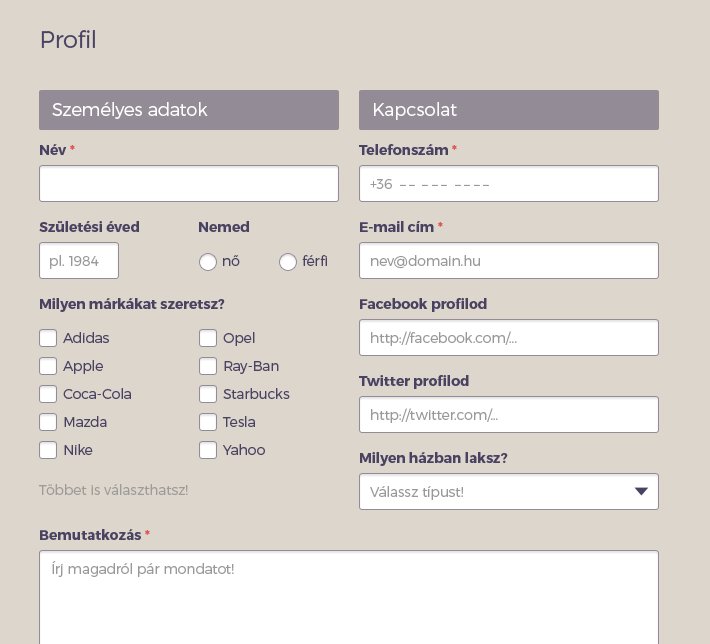 Profil
Személyes adatok
Név *
Születési éved
Nemed
pl. 1984
nő
férfi
Milyen márkákat szeretsz?
Adidas
Opel
Apple
Ray-Ban
Coca-Cola
Starbucks
Mazda
Tesla
Nike
Yahoo
Többet is választhatsz!
Kapcsolat
Telefonszám *
+36 -- --- ----
E-mail cím *
nev@domain.hu
Facebook profilod
http://facebook.com/...
Twitter profilod
http://twitter.com/...
Milyen házban laksz?
Válassz típust!
Bemutatkozás *
Írj magadról pár mondatot!